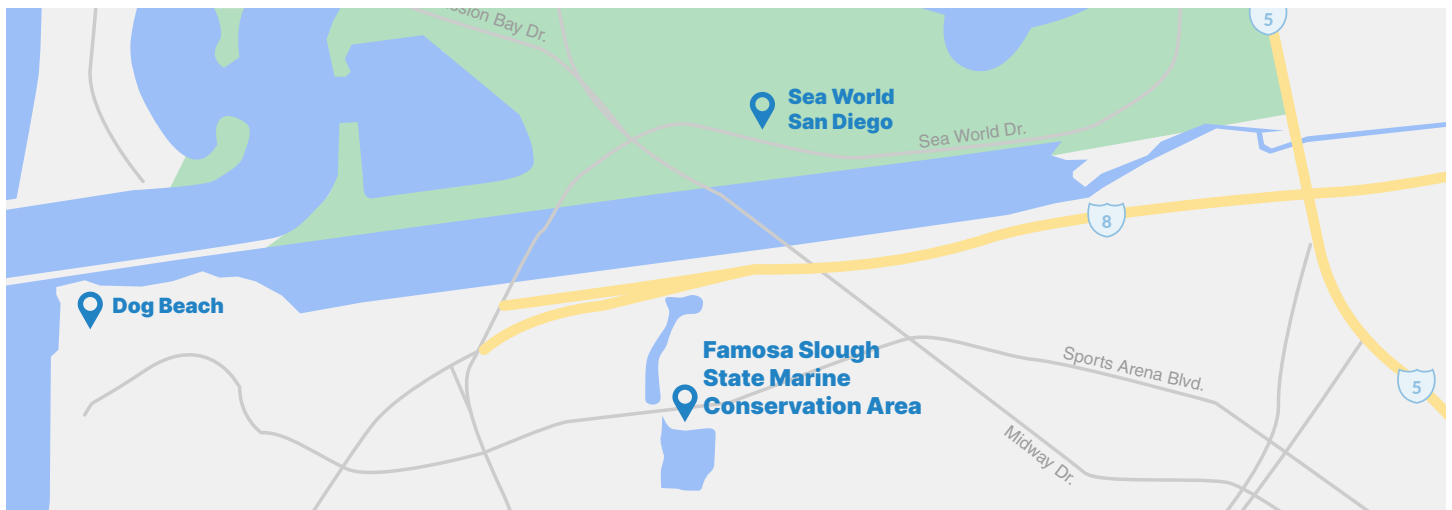 ssion Bay Dr.
5
Sea World
San Diego
Sea World Dr.
8
Dog Beach
Famosa Slough
State Marine
Conservation Area
Sports Arena Blvd.
5
Midway Dr.